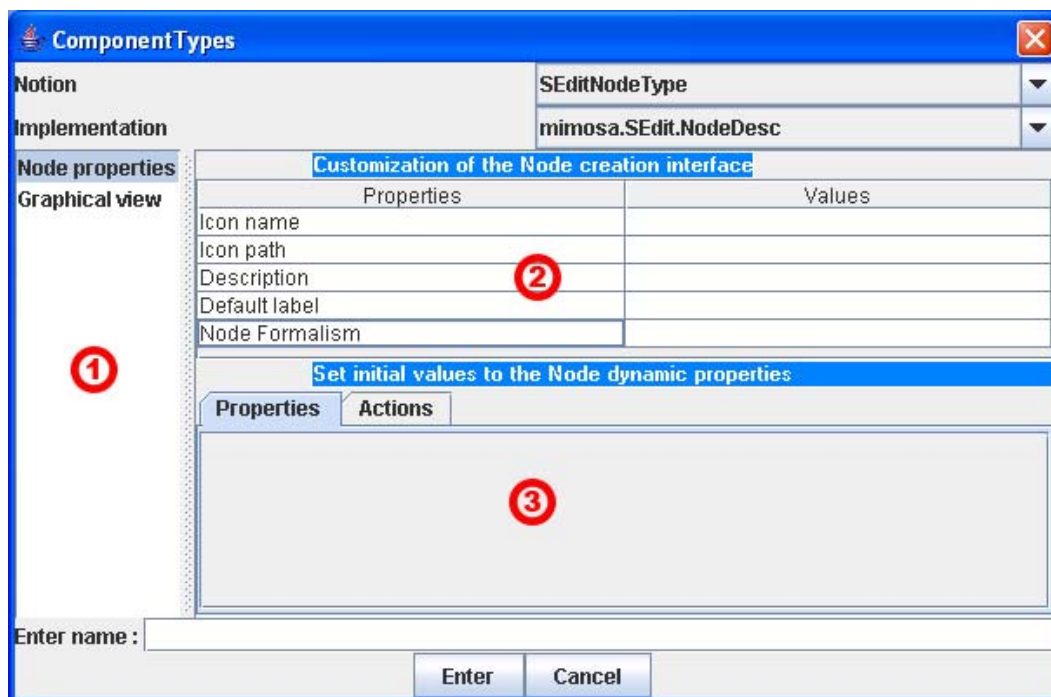 ComponentTypes
Notion SEditNodeType
Implementation mimosa.SEdit.NodeDesc
Node properties
Graphical view
Customization of the Node creation interface
Properties Values
Icon name
Icon path
Description
Default label
Node Formalism
1
2
Set initial values to the Node dynamic properties
Properties Actions
3
Enter name :
Enter Cancel